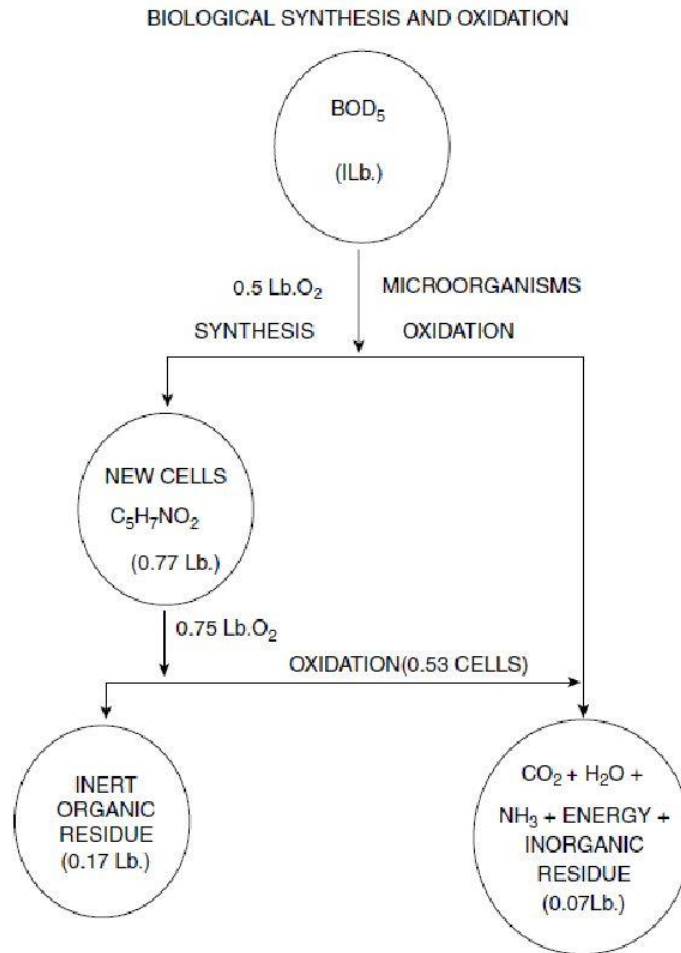 BIOLOGICAL SYNTHESIS AND OXIDATION
BOD₅
(ILb.)
0.5 Lb.O₂
MICROORGANISMS
SYNTHESIS
OXIDATION
NEW CELLS
C₅H₇NO₂
(0.77 Lb.)
0.75 Lb.O₂
OXIDATION(0.53 CELLS)
INERT
ORGANIC
RESIDUE
(0.17 Lb.)
CO₂ + H₂O +
NH₃ + ENERGY +
INORGANIC
RESIDUE
(0.07Lb.)